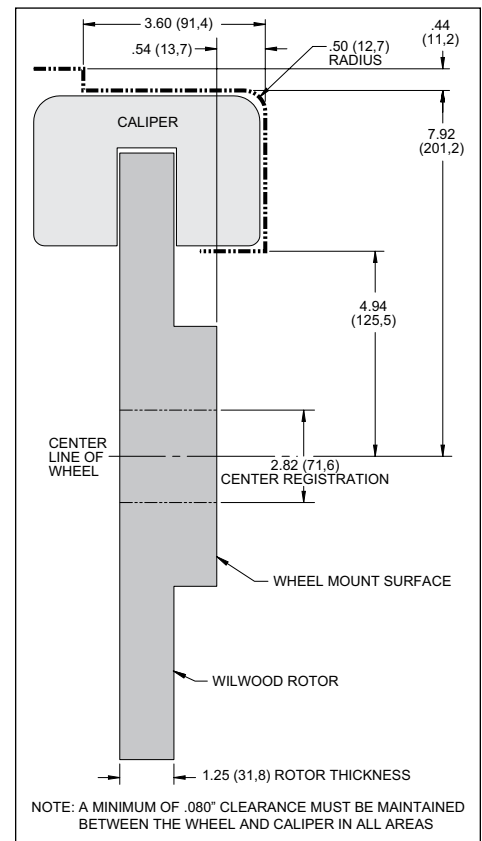 3.60 (91,4)
.44
(11,2)
.54 (13,7)
.50 (12,7)
RADIUS
CALIPER
7.92
(201,2)
4.94
(125,5)
CENTER
LINE OF
WHEEL
2.82 (71,6)
CENTER REGISTRATION
WHEEL MOUNT SURFACE
WILWOOD ROTOR
1.25 (31,8) ROTOR THICKNESS
NOTE: A MINIMUM OF .080" CLEARANCE MUST BE MAINTAINED
BETWEEN THE WHEEL AND CALIPER IN ALL AREAS